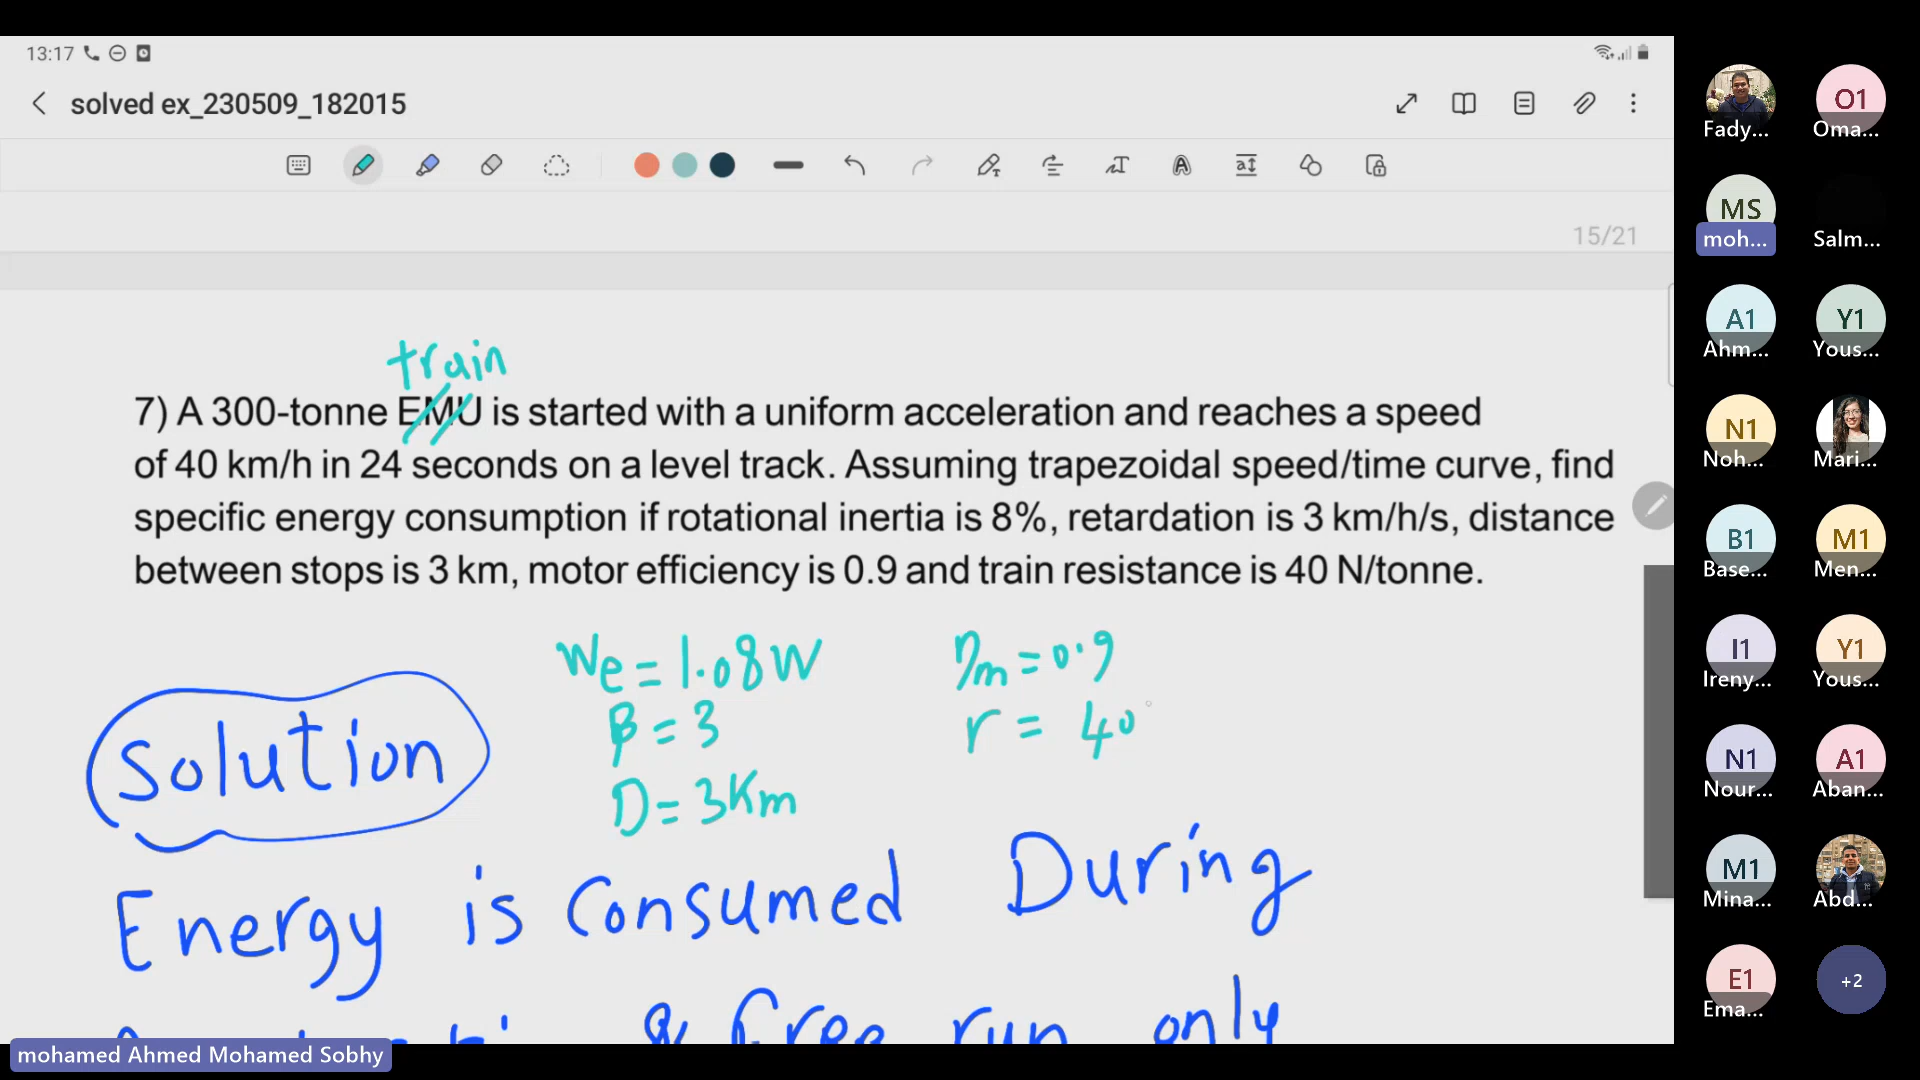 13:17
solved ex_230509_182015
15/21
train
7) A 300-tonne EMU is started with a uniform acceleration and reaches a speed
of 40 km/h in 24 seconds on a level track. Assuming trapezoidal speed/time curve, find
specific energy consumption if rotational inertia is 8%, retardation is 3 km/h/s, distance
between stops is 3 km, motor efficiency is 0.9 and train resistance is 40 N/tonne.
We = 1.08W
ηm = 0.9
β = 3
r = 40
D = 3Km
Solution
Energy is Consumed During
& free run only
mohamed Ahmed Mohamed Sobhy
Fady...
O1
Oma...
MS
moh...
Salm...
A1
Ahm...
Y1
Yous...
N1
Noh...
Mari...
B1
Base...
M1
Men...
I1
Ireny...
Y1
Yous...
N1
Nour...
A1
Aban...
M1
Mina...
Abd...
E1
Ema...
+2